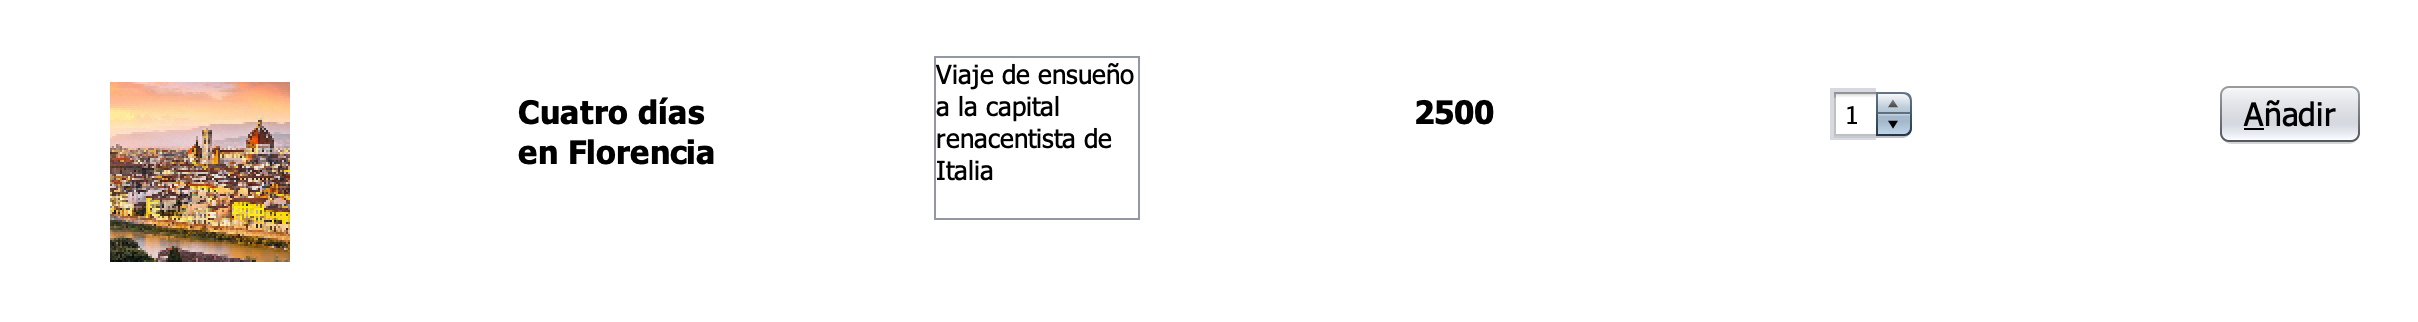 Cuatro días
en Florencia
Viaje de ensueño
a la capital
renacentista de
Italia
2500
1
Añadir